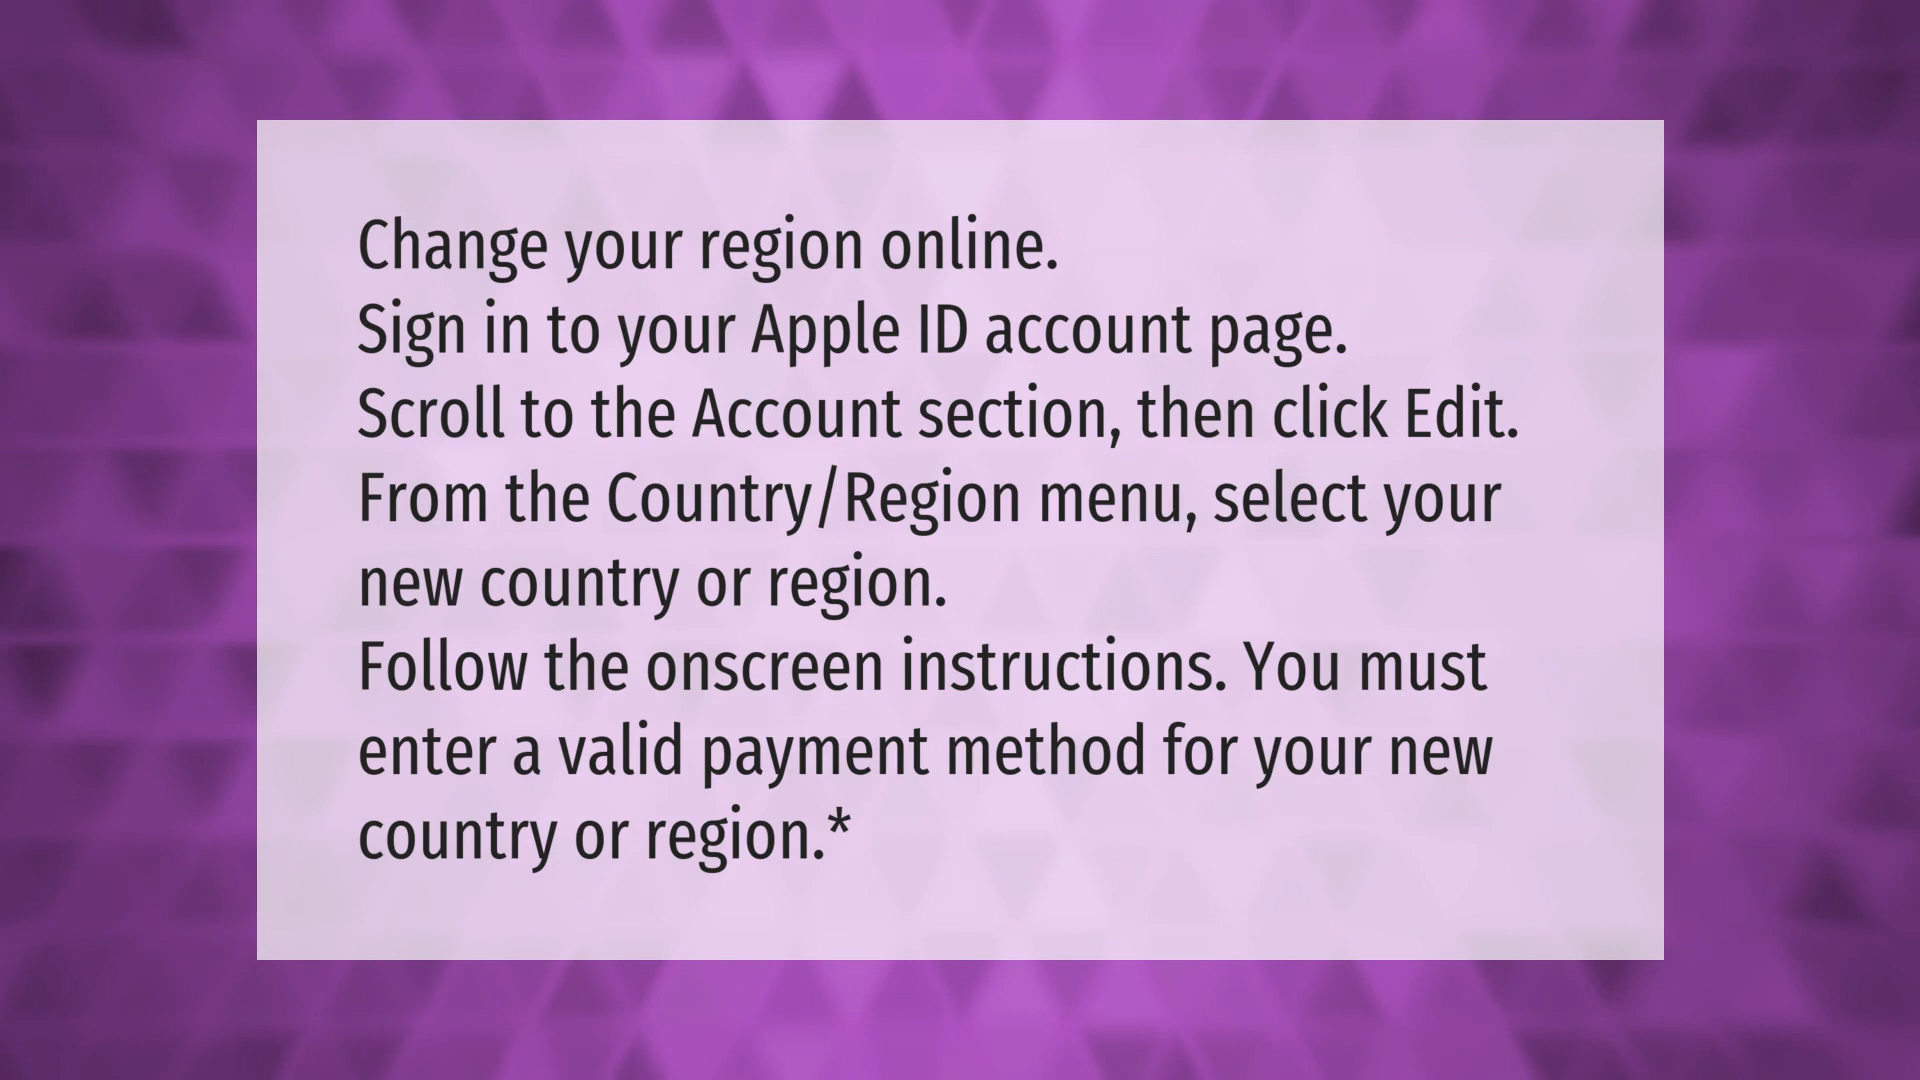 Change your region online.
Sign in to your Apple ID account page.
Scroll to the Account section, then click Edit.
From the Country/Region menu, select your
new country or region.
Follow the onscreen instructions. You must
enter a valid payment method for your new
country or region.*